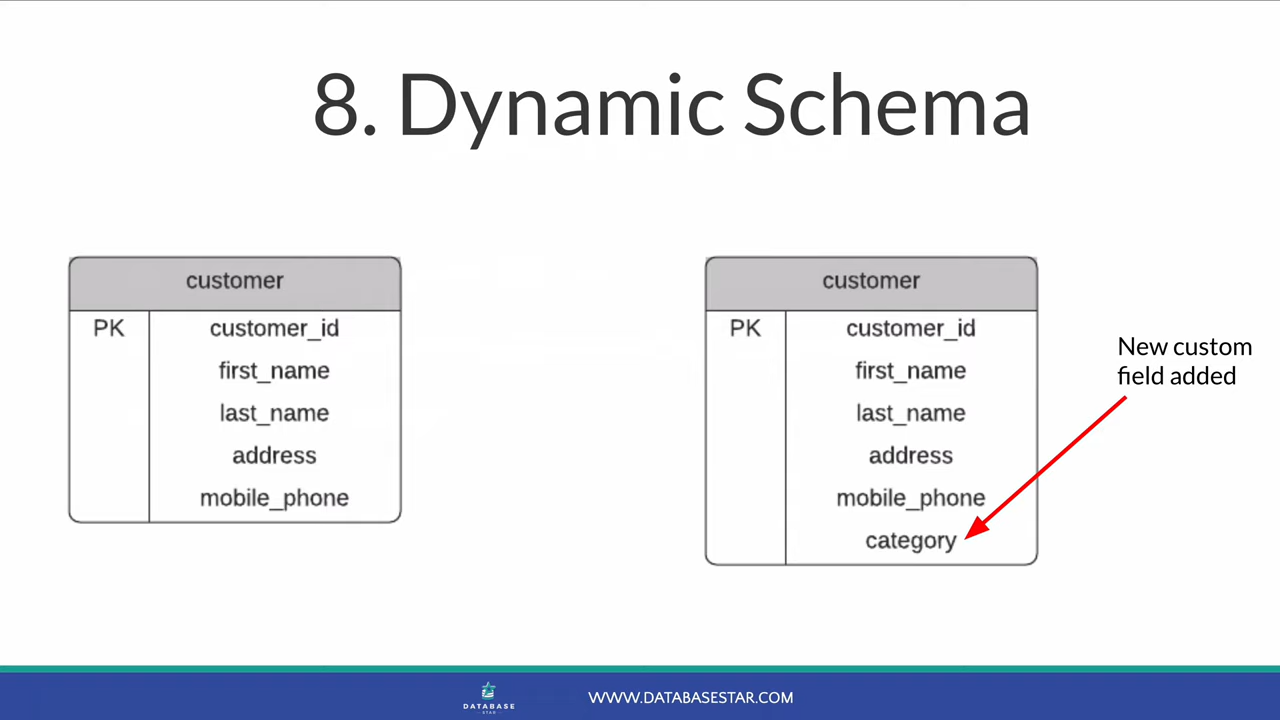 8. Dynamic Schema
customer
PK customer_id
first_name
last_name
address
mobile_phone
customer
PK customer_id
first_name
last_name
address
mobile_phone
category
New custom
field added
DATABASE
STAR
WWW.DATABASESTAR.COM